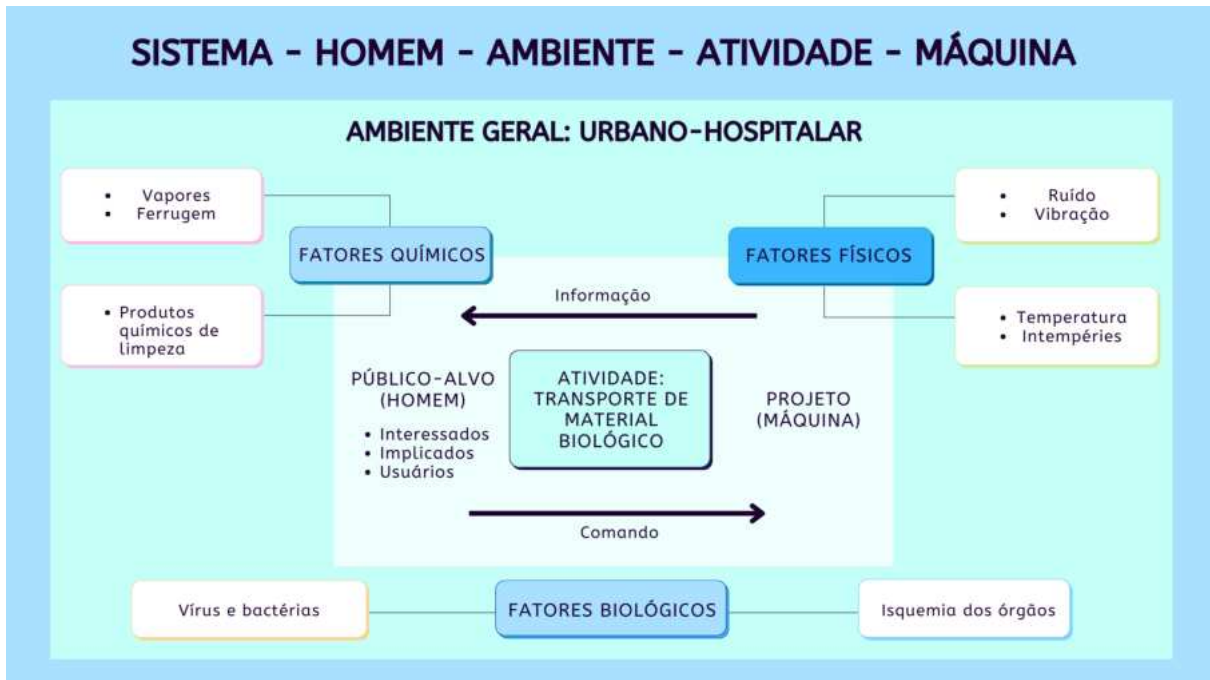 SISTEMA - HOMEM - AMBIENTE - ATIVIDADE - MÁQUINA
AMBIENTE GERAL: URBANO-HOSPITALAR
• Vapores
• Ferrugem
FATORES QUÍMICOS
• Produtos
químicos de
limpeza
• Ruído
• Vibração
FATORES FÍSICOS
• Temperatura
• Intempéries
Informação
PÚBLICO-ALVO
(HOMEM)
• Interessados
• Implicados
• Usuários
ATIVIDADE:
TRANSPORTE DE
MATERIAL
BIOLÓGICO
PROJETO
(MÁQUINA)
Comando
Vírus e bactérias
FATORES BIOLÓGICOS
Isquemia dos órgãos